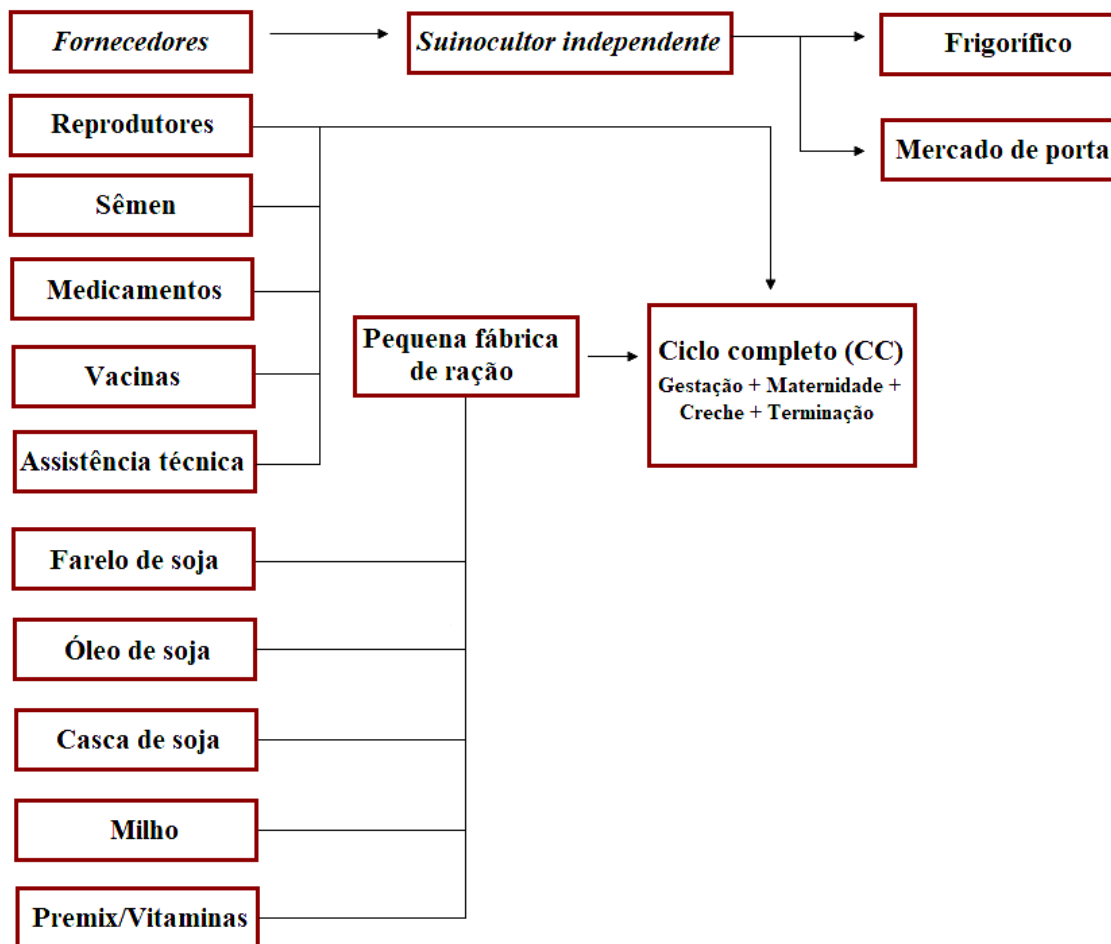 Fornecedores
Suinocultor independente
Frigorífico
Reprodutores
Mercado de porta
Sêmen
Medicamentos
Vacinas
Assistência técnica
Pequena fábrica
de ração
Ciclo completo (CC)
Gestação + Maternidade +
Creche + Terminação
Farelo de soja
Óleo de soja
Casca de soja
Milho
Premix/Vitaminas